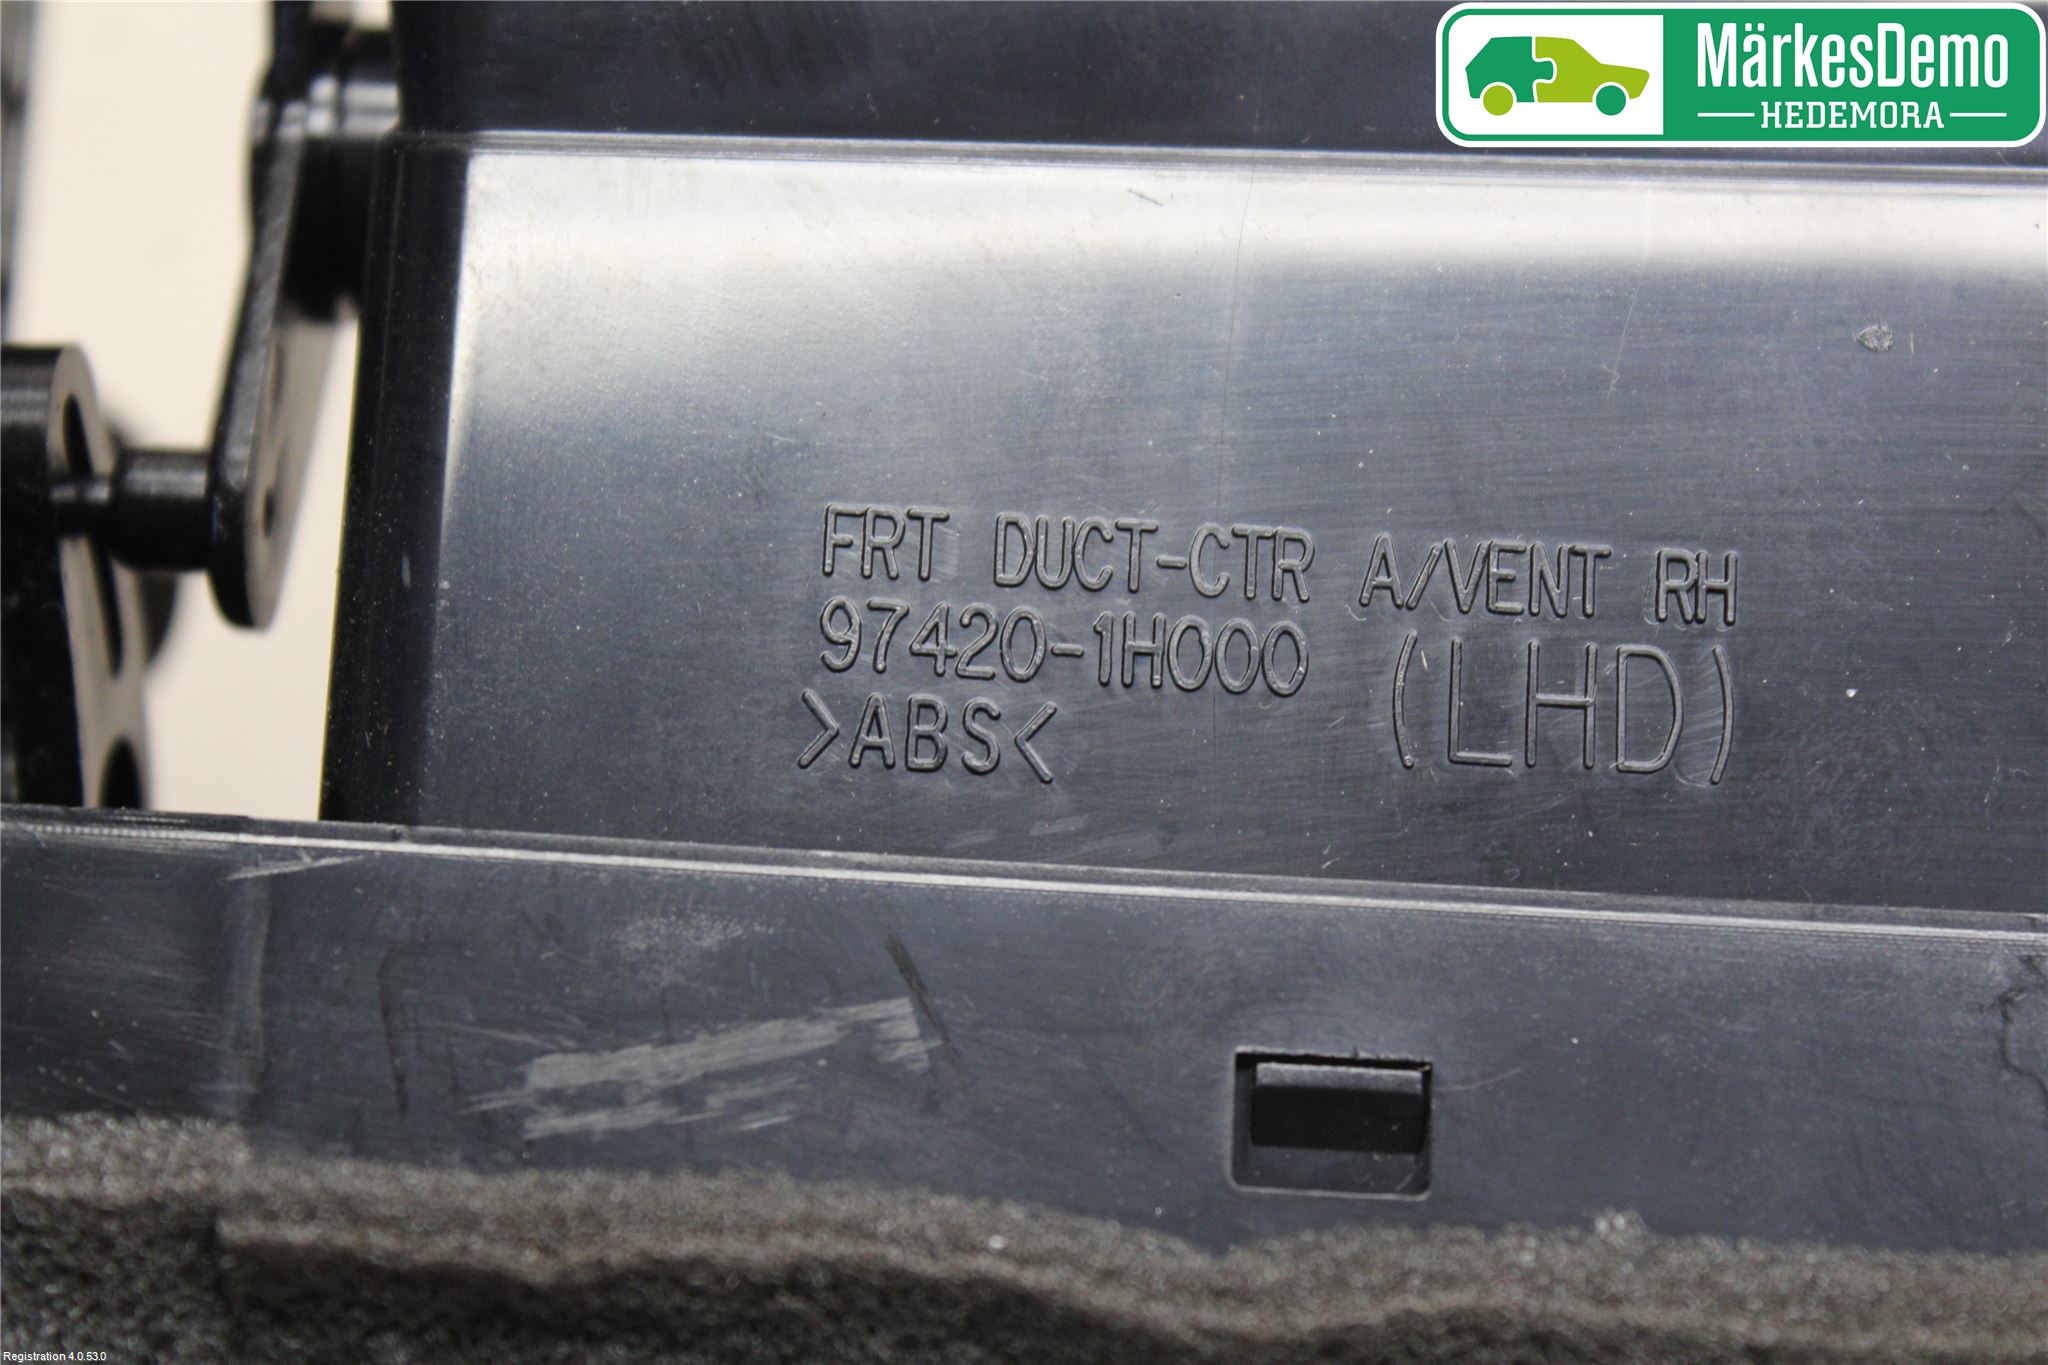 MärkesDemo
HEDEMORA
FRT DUCT-CTR A/VENT RH
97420-1H000 (LHD)
>ABS<
Registration 4.0.53.0